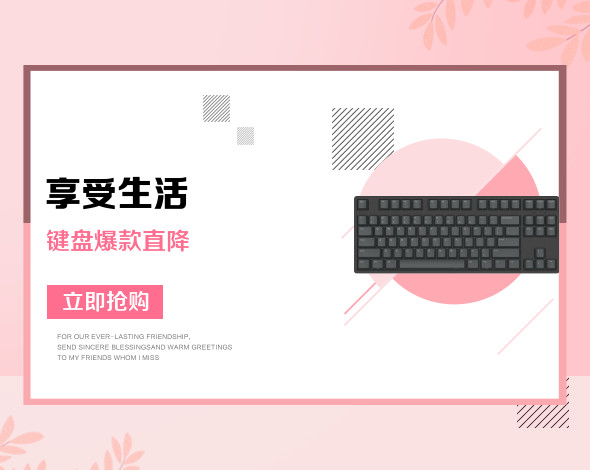 享受生活
键盘爆款直降
立即抢购
FOR OUR EVER-LASTING FRIENDSHIP,
SEND SINCERE BLESSINGSAND WARM GREETINGS
TO MY FRIENDS WHOM I MISS